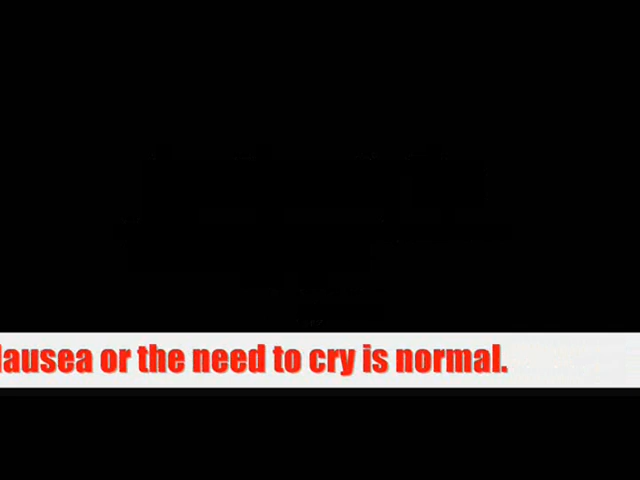 lausea or the need to cry is normal.